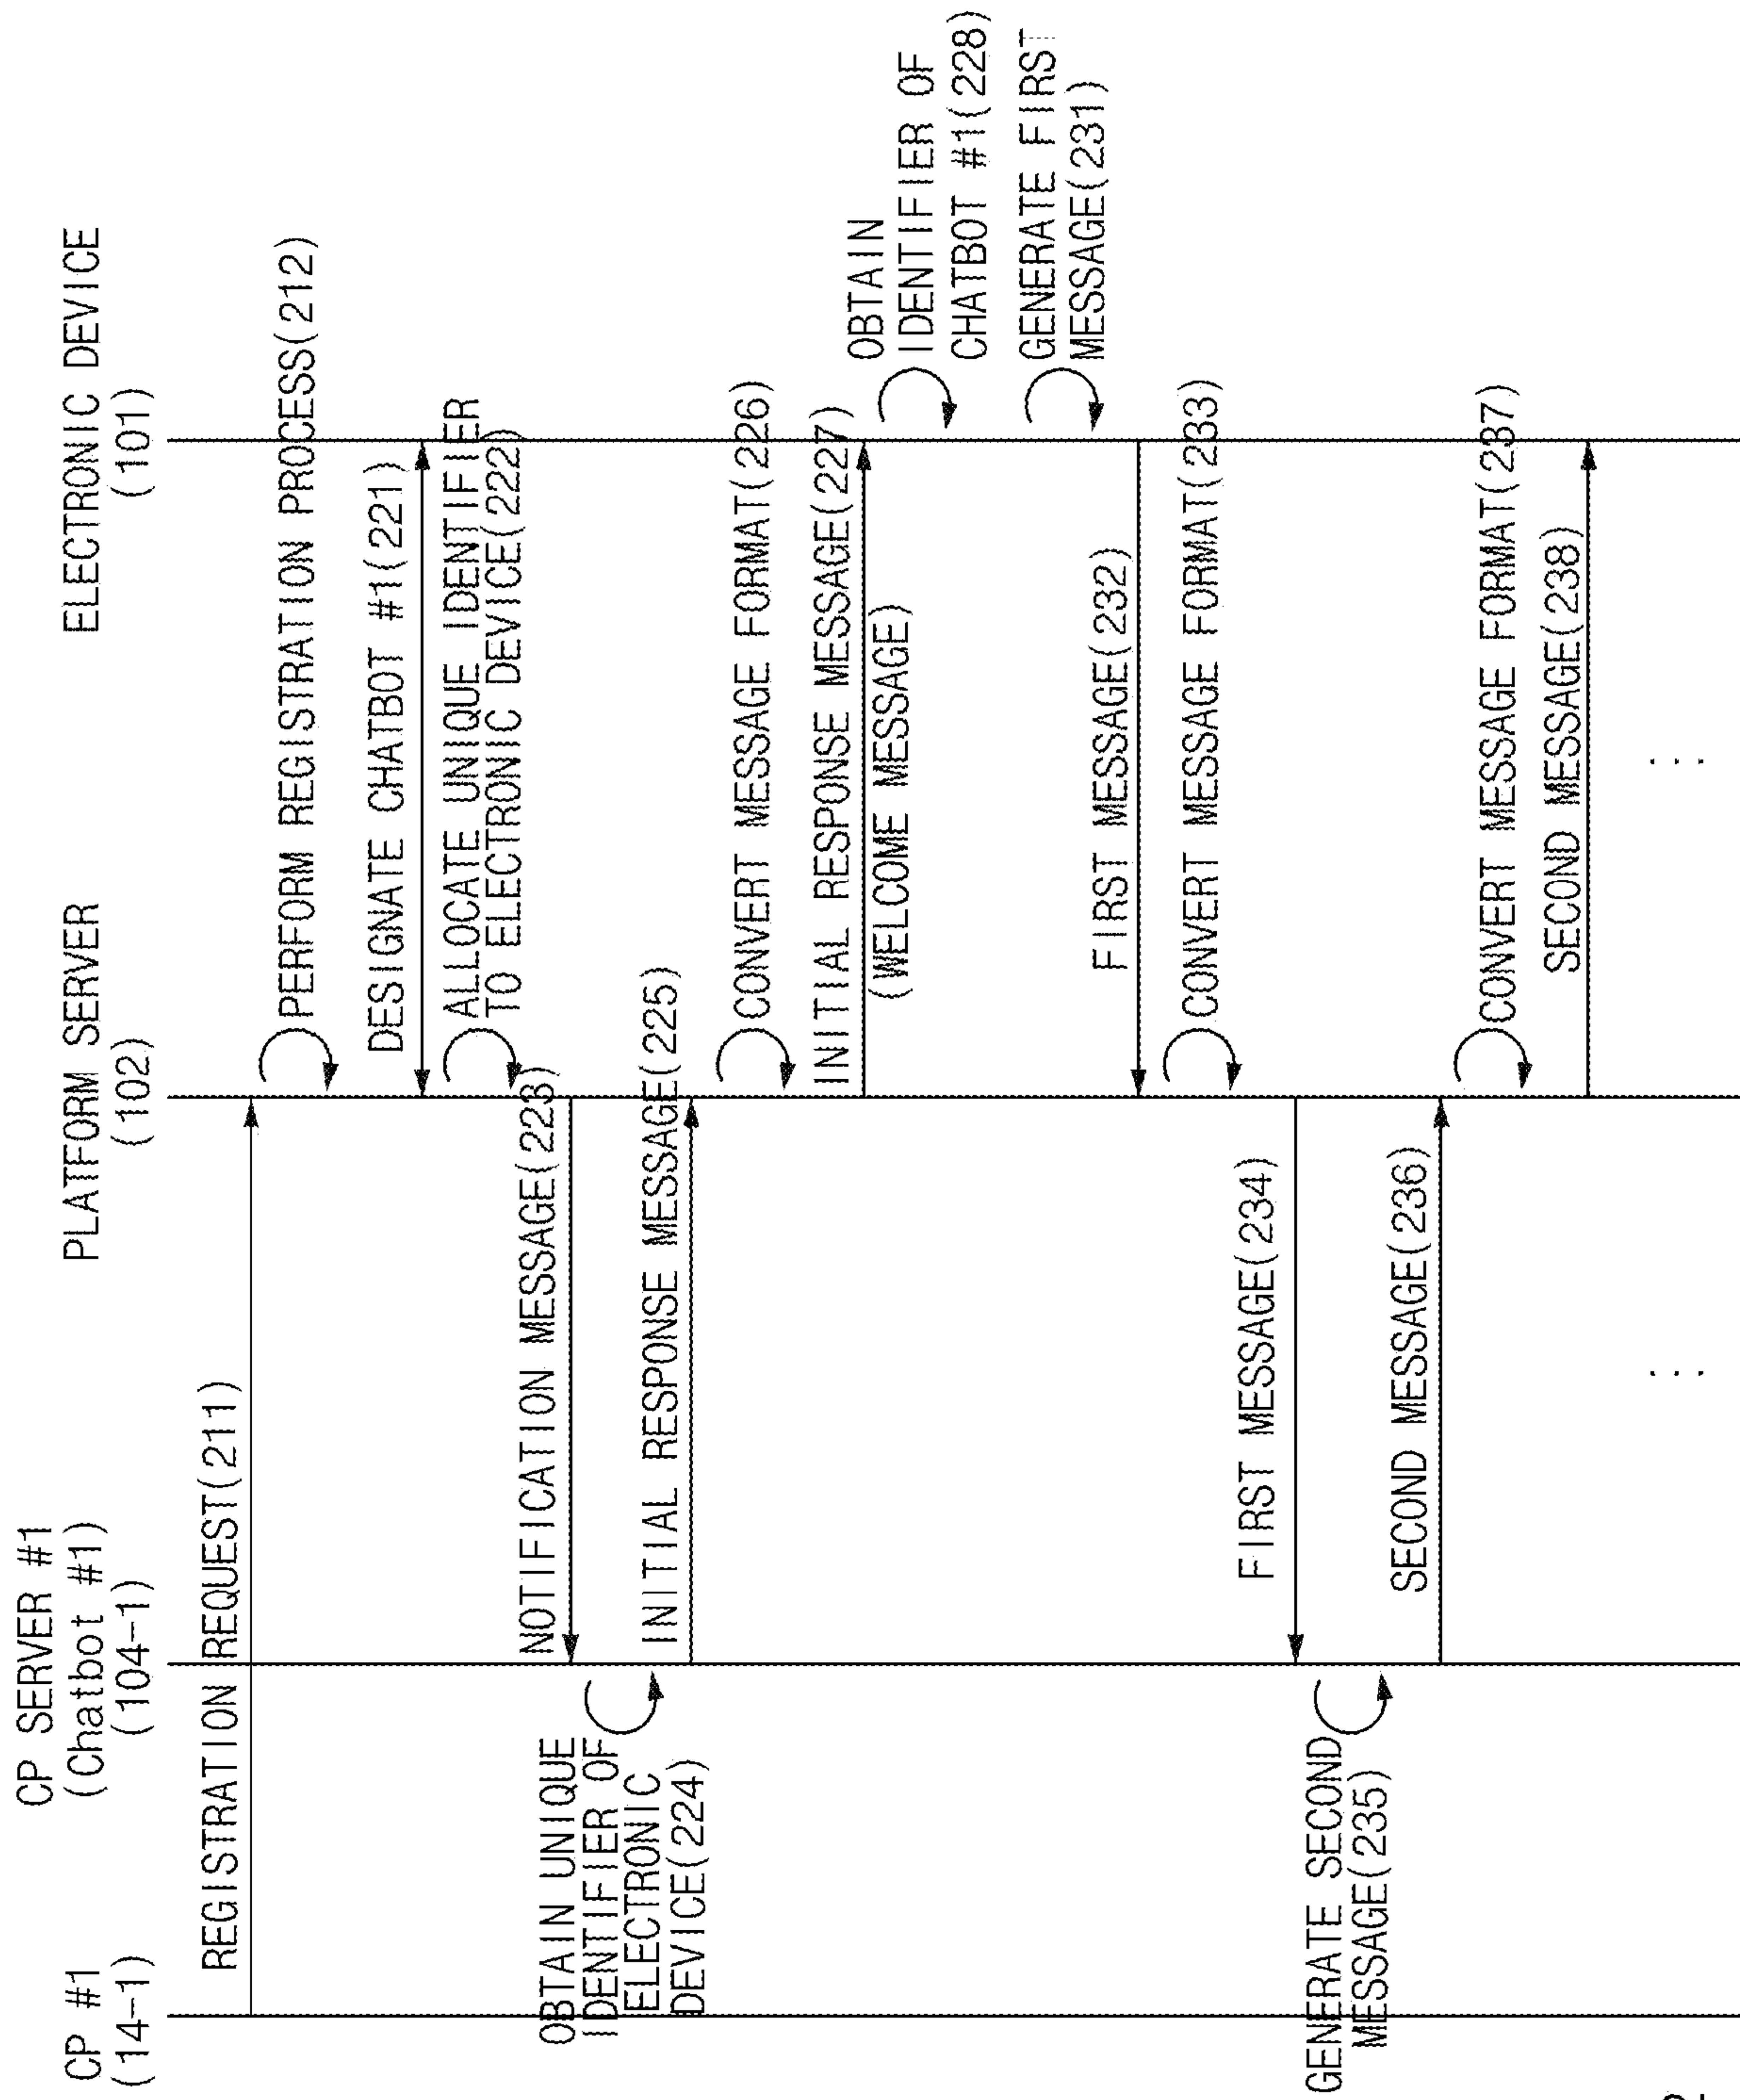 CP #1
(14-1)
CP SERVER #1
(Chatbot #1)
(104-1)
PLATFORM SERVER
(102)
ELECTRONIC DEVICE
(101)
REGISTRATION REQUEST(211)
PERFORM REGISTRATION PROCESS(212)
DESIGNATE CHATBOT #1(221)
ALLOCATE UNIQUE IDENTIFIER
TO ELECTRONIC DEVICE(222)
NOTIFICATION MESSAGE(223)
OBTAIN UNIQUE
IDENTIFIER OF
ELECTRONIC
DEVICE(224)
INITIAL RESPONSE MESSAGE(225)
CONVERT MESSAGE FORMAT(226)
INITIAL RESPONSE MESSAGE(227)
(WELCOME MESSAGE)
OBTAIN
IDENTIFIER OF
CHATBOT #1(228)
GENERATE FIRST
MESSAGE(231)
FIRST MESSAGE(232)
CONVERT MESSAGE FORMAT(233)
FIRST MESSAGE(234)
GENERATE SECOND
MESSAGE(235)
SECOND MESSAGE(236)
CONVERT MESSAGE FORMAT(237)
SECOND MESSAGE(238)
...
...